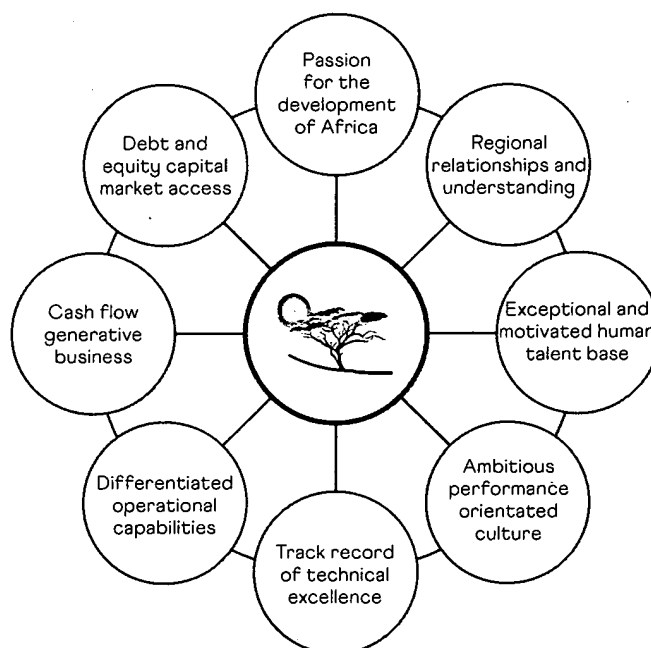 Passion
for the
development
of Africa
Regional
relationships and
understanding
Exceptional and
motivated human
talent base
Ambitious
performance
orientated
culture
Track record
of technical
excellence
Differentiated
operational
capabilities
Cash flow
generative
business
Debt and
equity capital
market access